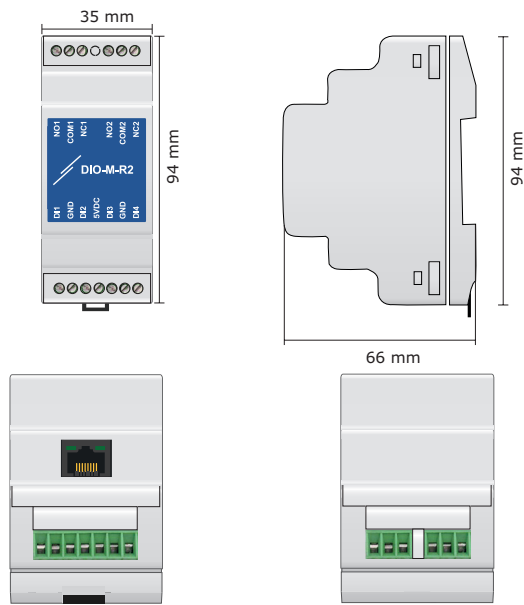 35 mm
NO1 COM1 NC1 NO2 COM2 NC2
DIO-M-R2
DI1 GND DI2 5VDC DI3 GND DI4
94 mm
94 mm
66 mm